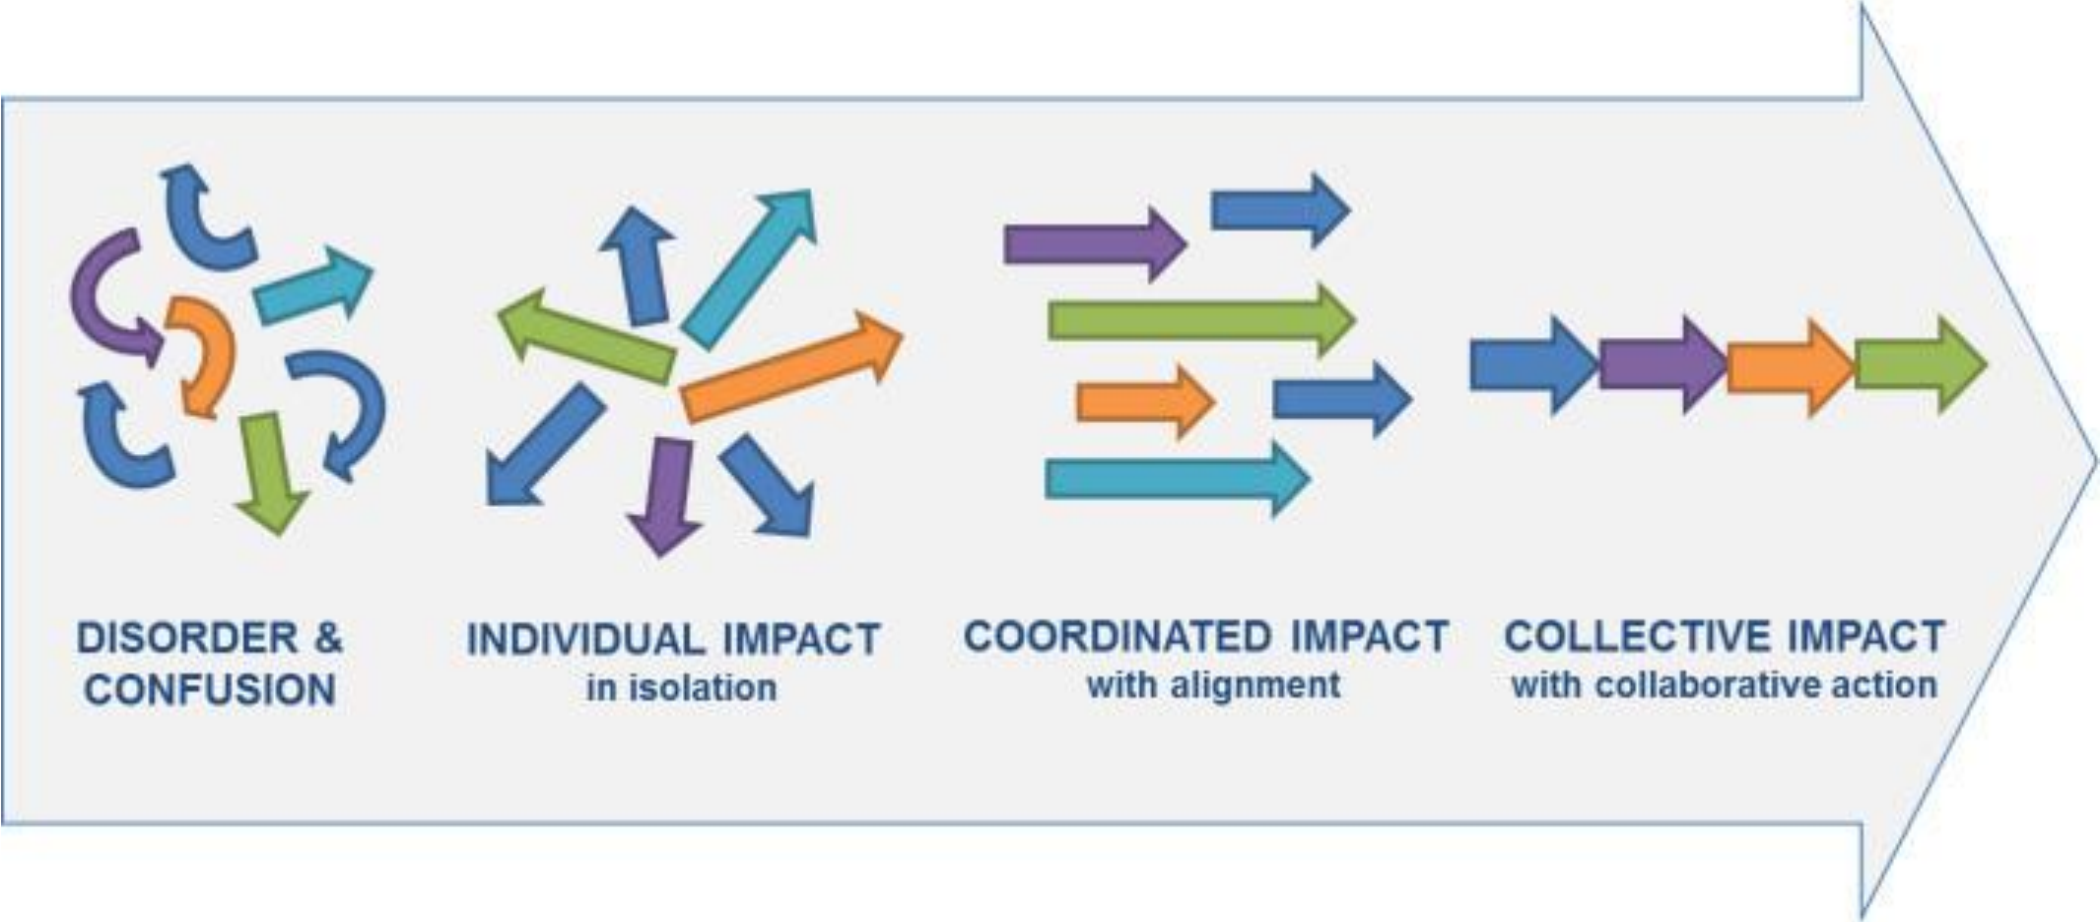 DISORDER &
CONFUSION
INDIVIDUAL IMPACT
in isolation
COORDINATED IMPACT
with alignment
COLLECTIVE IMPACT
with collaborative action